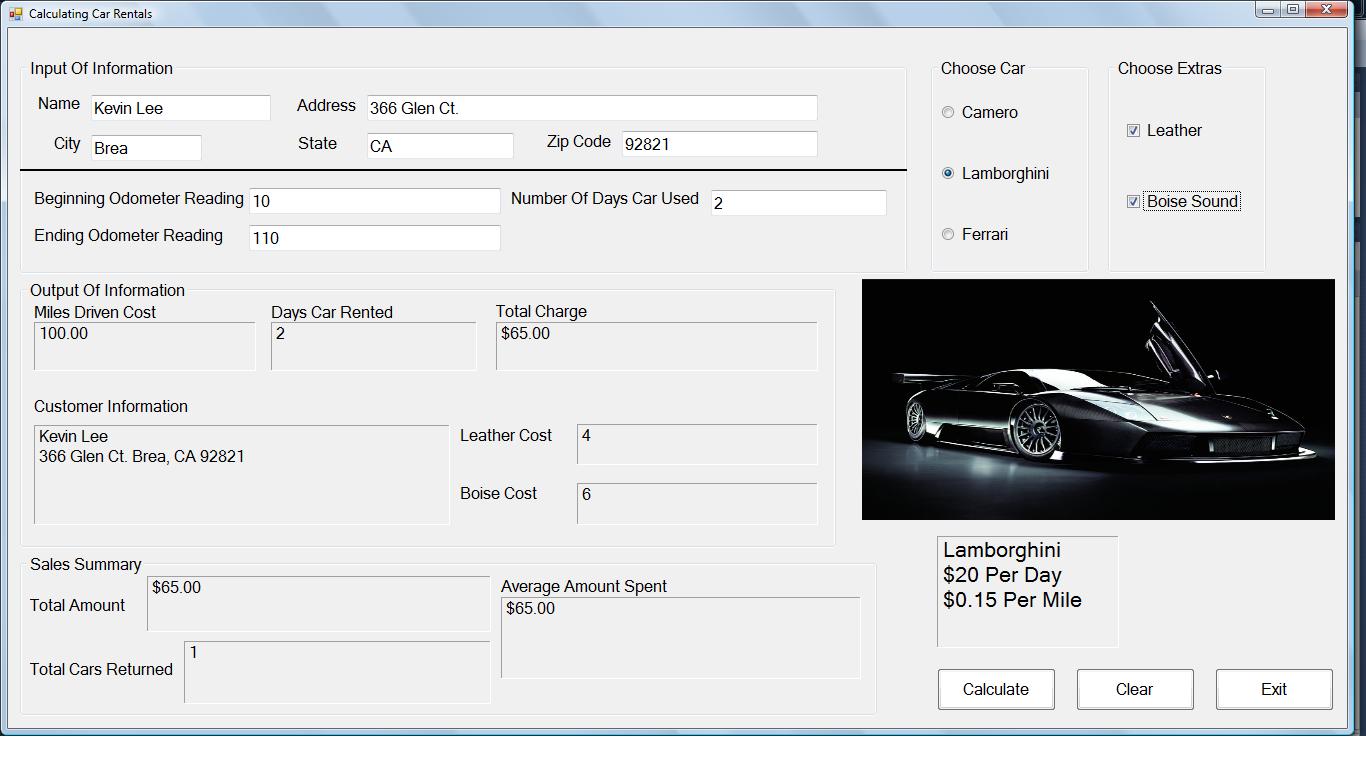 Calculating Car Rentals
Input Of Information
Name Kevin Lee Address 366 Glen Ct.
City Brea State CA Zip Code 92821
Beginning Odometer Reading 10 Number Of Days Car Used 2
Ending Odometer Reading 110
Choose Car
Camero
Lamborghini
Ferrari
Choose Extras
Leather
Boise Sound
Output Of Information
Miles Driven Cost Days Car Rented Total Charge
100.00 2 $65.00
Customer Information
Kevin Lee
366 Glen Ct. Brea, CA 92821
Leather Cost 4
Boise Cost 6
Lamborghini
$20 Per Day
$0.15 Per Mile
Sales Summary
Total Amount $65.00
Average Amount Spent
$65.00
Total Cars Returned 1
Calculate Clear Exit